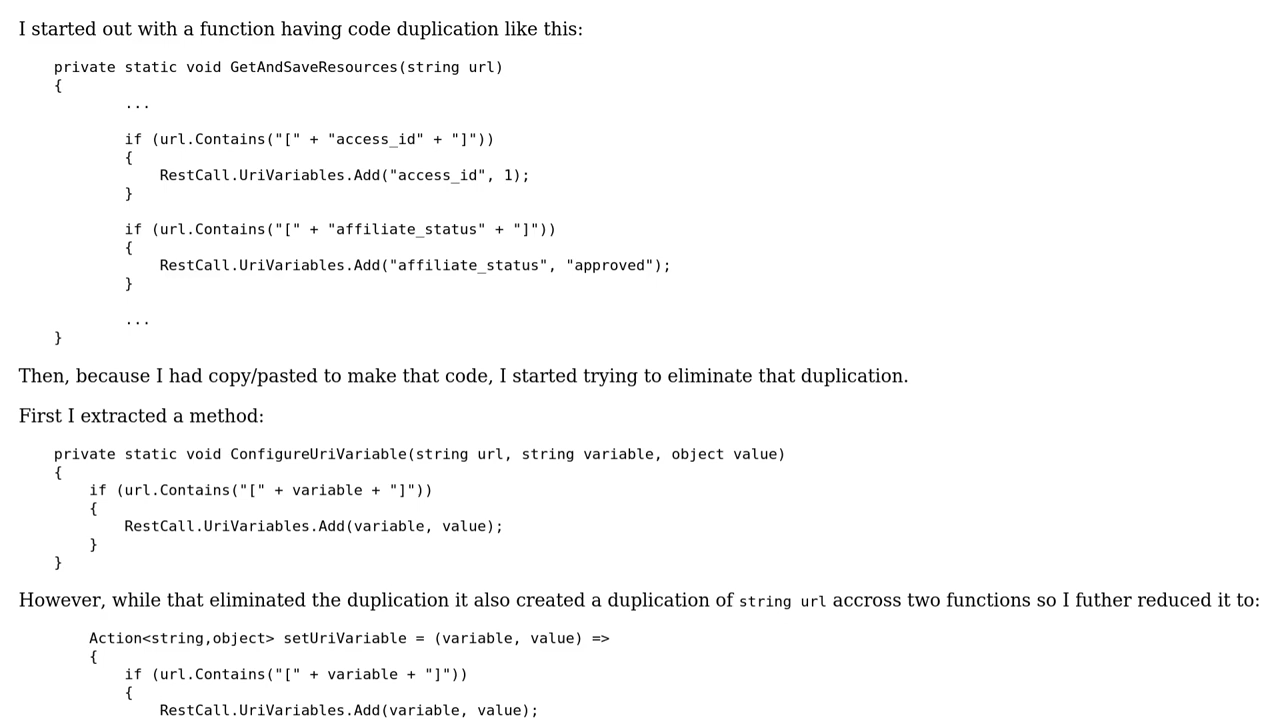 I started out with a function having code duplication like this:
private static void GetAndSaveResources(string url)
{
...
if (url.Contains("[" + "access_id" + "]"))
{
RestCall.UriVariables.Add("access_id", 1);
}
if (url.Contains("[" + "affiliate_status" + "]"))
{
RestCall.UriVariables.Add("affiliate_status", "approved");
}
...
}
Then, because I had copy/pasted to make that code, I started trying to eliminate that duplication.
First I extracted a method:
private static void ConfigureUriVariable(string url, string variable, object value)
{
if (url.Contains("[" + variable + "]"))
{
RestCall.UriVariables.Add(variable, value);
}
}
However, while that eliminated the duplication it also created a duplication of string url accross two functions so I futher reduced it to:
Action<string,object> setUriVariable = (variable, value) =>
{
if (url.Contains("[" + variable + "]"))
{
RestCall.UriVariables.Add(variable, value);